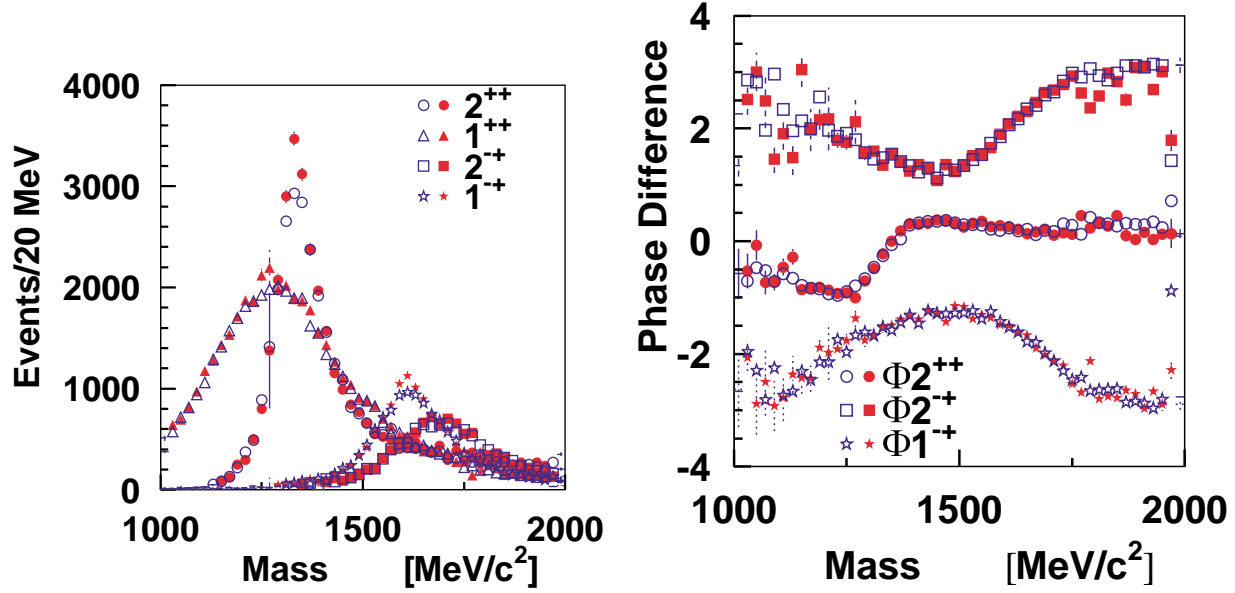 Events/20 MeV
4000
3000
2000
1000
0
2++
1++
2-+
1-+
1000 1500 2000
Mass [MeV/c2]
Phase Difference
4
2
0
-2
-4
Φ2++
Φ2-+
Φ1-+
1000 1500 2000
Mass [MeV/c2]